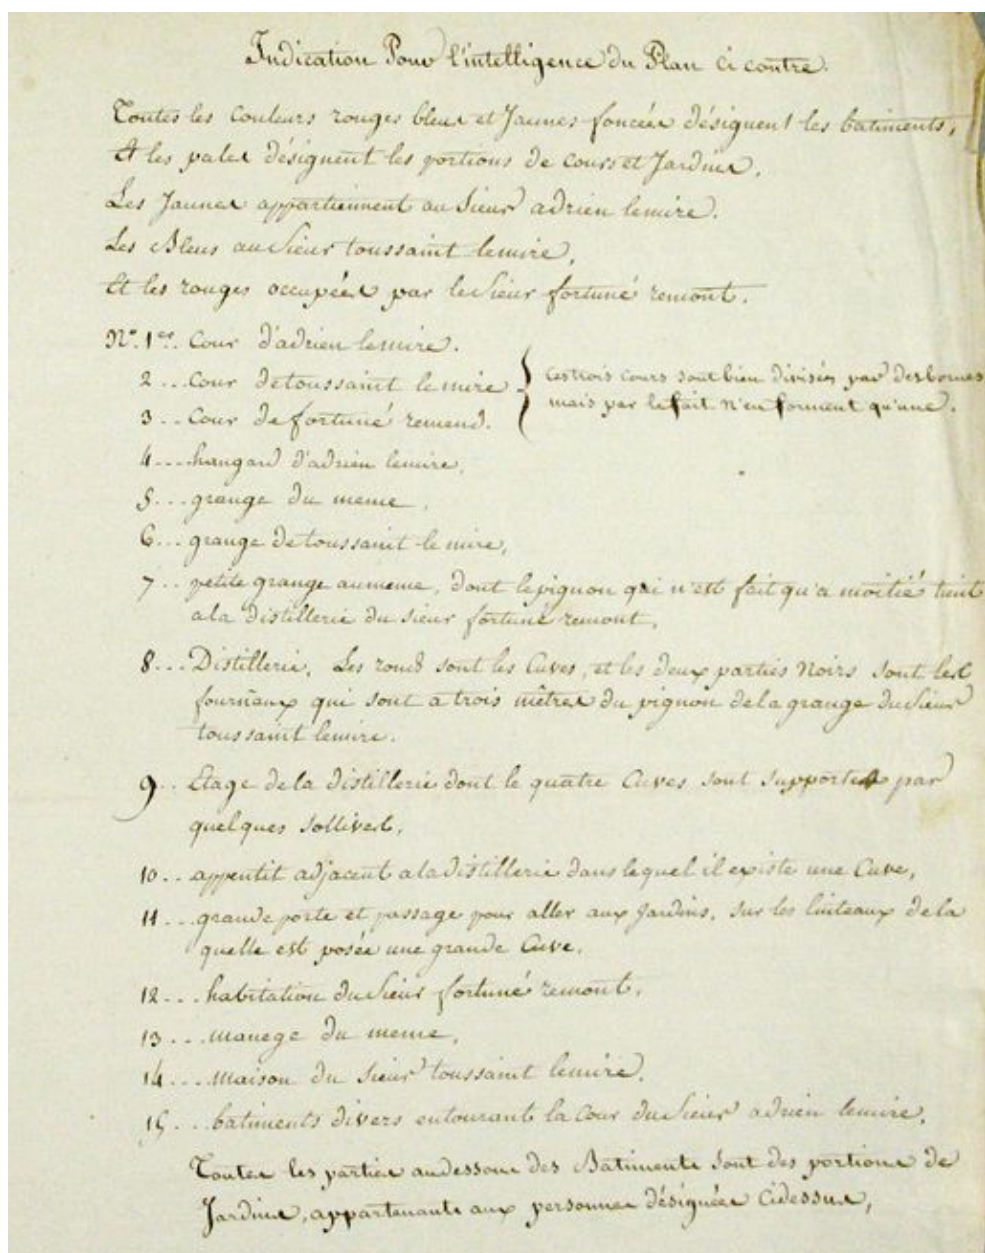 Indication Pour l'intelligence du Plan ci contre.
Toutes les couleurs rouges bleues et Jaunes foncées désignent les batiments,
Et les pales désignent les portions de cours et Jardins.
Les Jaunes appartiennent au Sieur adrien lemire.
Les Bleus au Sieur toussaint lemire,
Et les rouges occupées par le Sieur fortuné remont.
N.º 1er. Cour d'adrien lemire.
2 .. Cour de toussaint lemire
3 .. Cour de fortuné remend.
Ces trois cours sont bien divisées par des bornes
mais par le fait n'en forment qu'une.
4 .... hangard d'adrien lemire,
5 ... grange du meme,
6 ... grange de toussaint lemire,
7 .. petite grange au meme, dont le pignon qui n'est fait qu'a moitié tient
a la distillerie du sieur fortuné remont,
8 ... Distillerie. Les ronds sont les Cuves, et les deux parties Noirs sont les
fourneaux qui sont a trois mètres du pignon de la grange du Sieur
toussaint lemire.
9 .. Etage de la distillerie dont le quatre Cuves sont supportes par
quelques sollives,
10 .. appentit adjacent a la distillerie dans lequel il existe une Cuve,
11 ... grande porte et passage pour aller aux Jardins, sur les linteaux de la
quelle est posée une grande Cuve.
12 ... habitation du Sieur fortuné remont,
13 ... manege du meme,
14 .... maison du sieur toussaint lemire.
15 ... batiments divers entourant la Cour du Sieur adrien lemire,
Toutes les parties audessous des Batiments sont des portions de
Jardins, appartenants aux personnes désignées Cidessus,